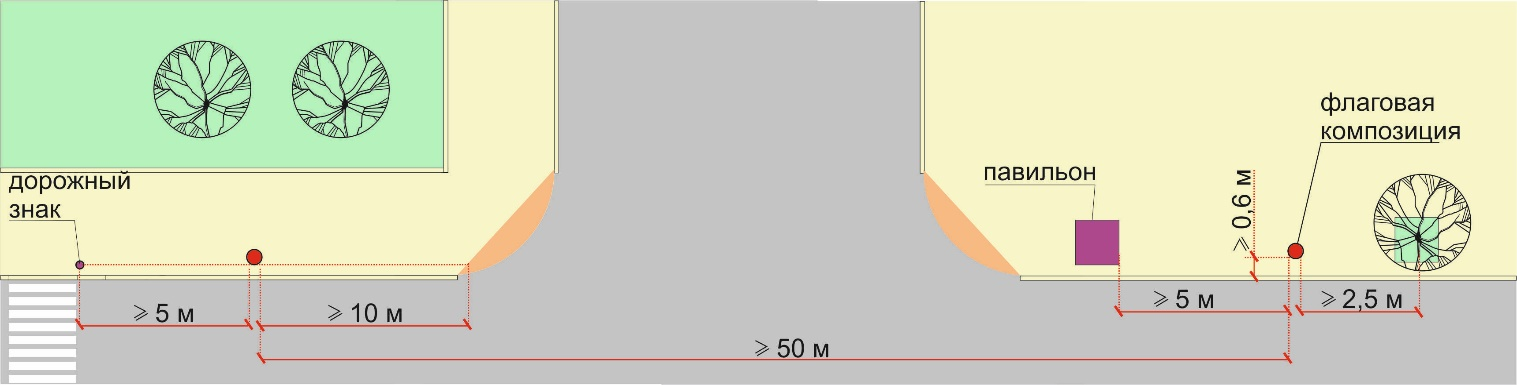 дорожный
знак
⩾ 5 м
⩾ 10 м
⩾ 50 м
павильон
⩾ 0,6 м
флаговая
композиция
⩾ 5 м
⩾ 2,5 м